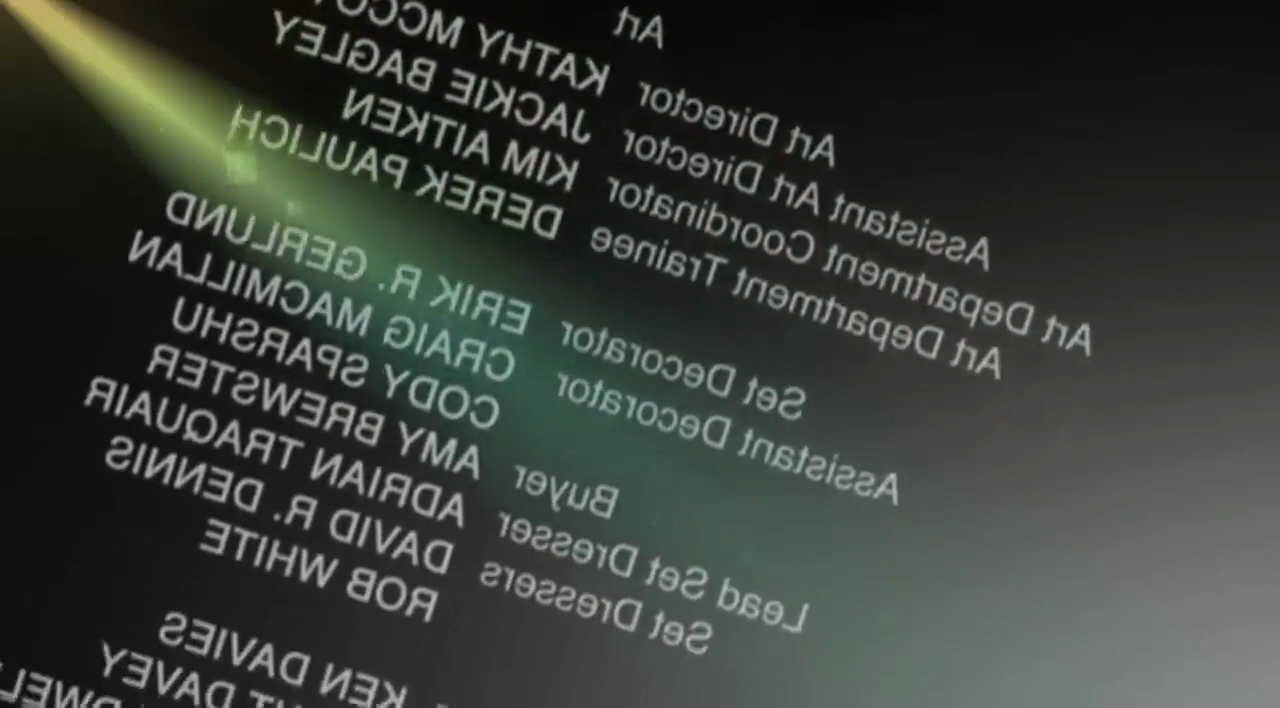 Art
Art Director KATHY
Assistant Art Director JACKIE BAGLEY
Art Department Coordinator KIM AITKEN
Art Department Trainee DEREK PAULICH
Set Decorator ERIK R. GERLUND
Assistant Decorator CRAIG MACMILLAN
CODY SPARSHU
Buyer AMY BREWSTER
Lead Set Dresser ADRIAN TRAQUAIR
Set Dressers DAVID R. DENNIS
ROB WHITE
KEN DAVIES
DAVEY